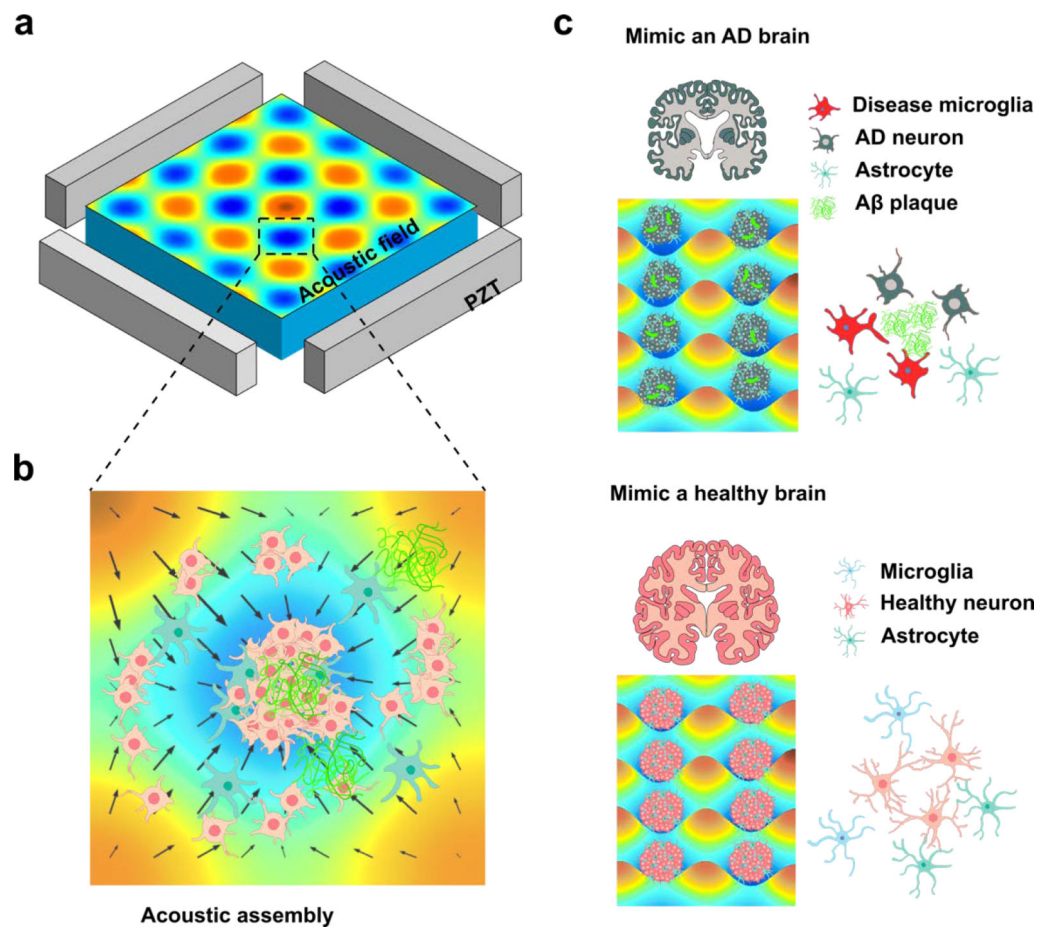 a
Acoustic field
PZT
b
Acoustic assembly
c
Mimic an AD brain
Disease microglia
AD neuron
Astrocyte
Aβ plaque
Mimic a healthy brain
Microglia
Healthy neuron
Astrocyte